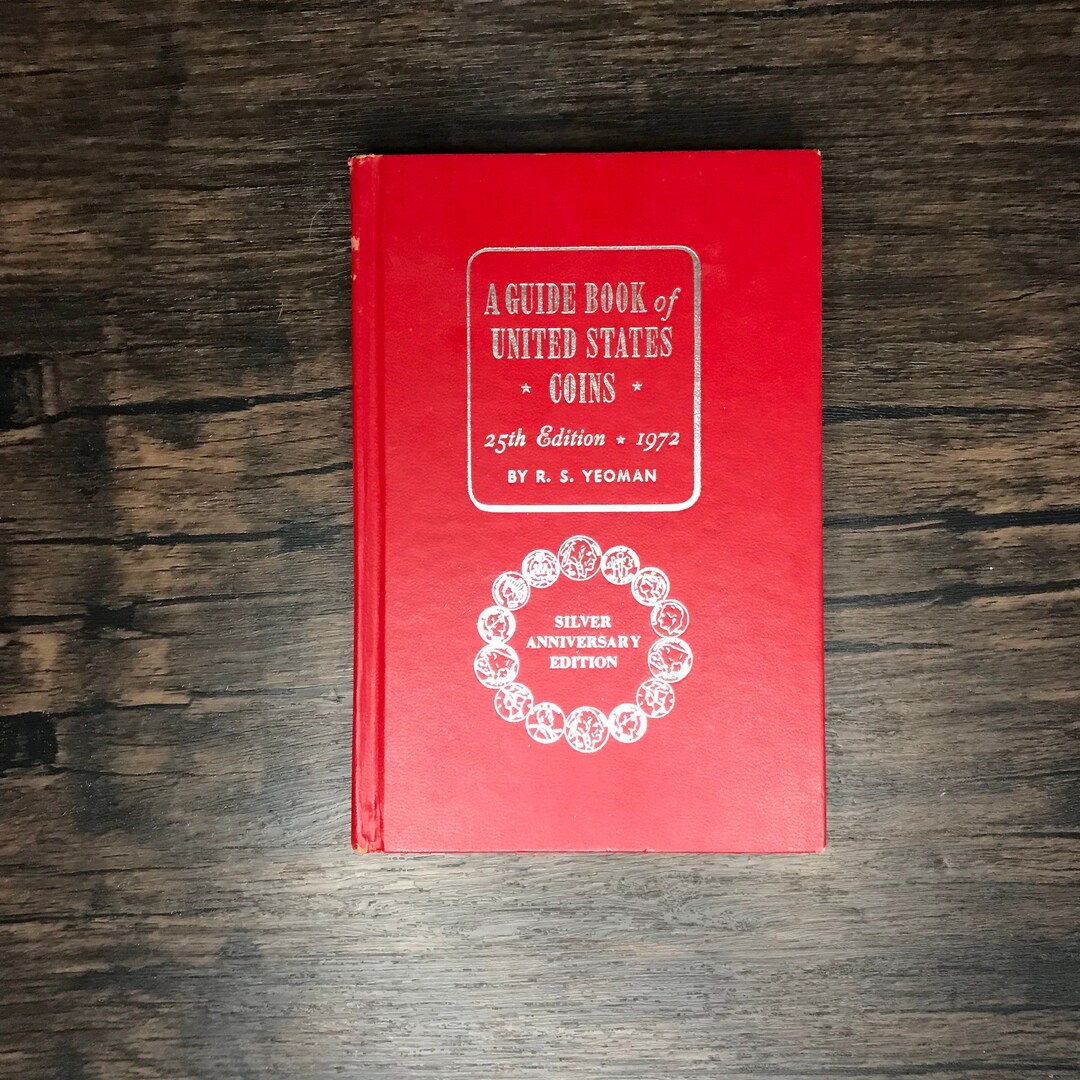 A GUIDE BOOK of
UNITED STATES
★ COINS ★
25th Edition ★ 1972
BY R. S. YEOMAN
SILVER
ANNIVERSARY
EDITION